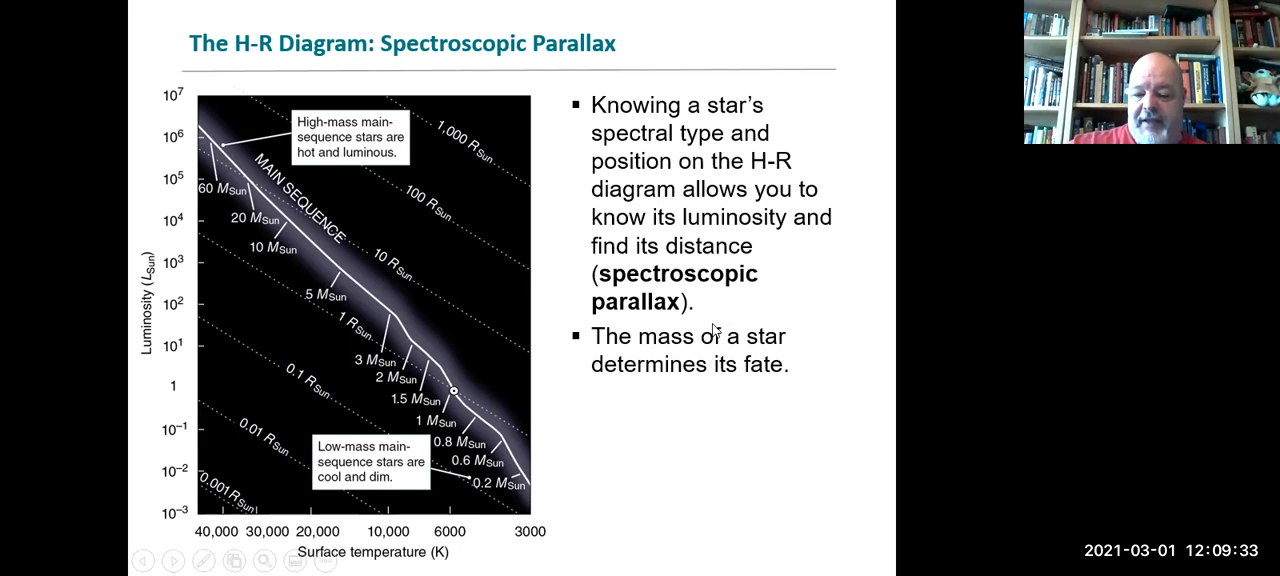 The H-R Diagram: Spectroscopic Parallax
10⁷
10⁶
10⁵
10⁴
10³
10²
10¹
1
10⁻¹
10⁻²
10⁻³
Luminosity (L_Sun)
High-mass main-
sequence stars are
hot and luminous.
MAIN SEQUENCE
1,000 R_Sun
100 R_Sun
10 R_Sun
1 R_Sun
0.1 R_Sun
0.01 R_Sun
0.001 R_Sun
60 M_Sun
20 M_Sun
10 M_Sun
5 M_Sun
3 M_Sun
2 M_Sun
1.5 M_Sun
1 M_Sun
0.8 M_Sun
0.6 M_Sun
0.2 M_Sun
Low-mass main-
sequence stars are
cool and dim.
40,000 30,000 20,000 10,000 6000 3000
Surface temperature (K)
▪ Knowing a star’s
spectral type and
position on the H-R
diagram allows you to
know its luminosity and
find its distance
(spectroscopic
parallax).
▪ The mass of a star
determines its fate.
2021-03-01 12:09:33